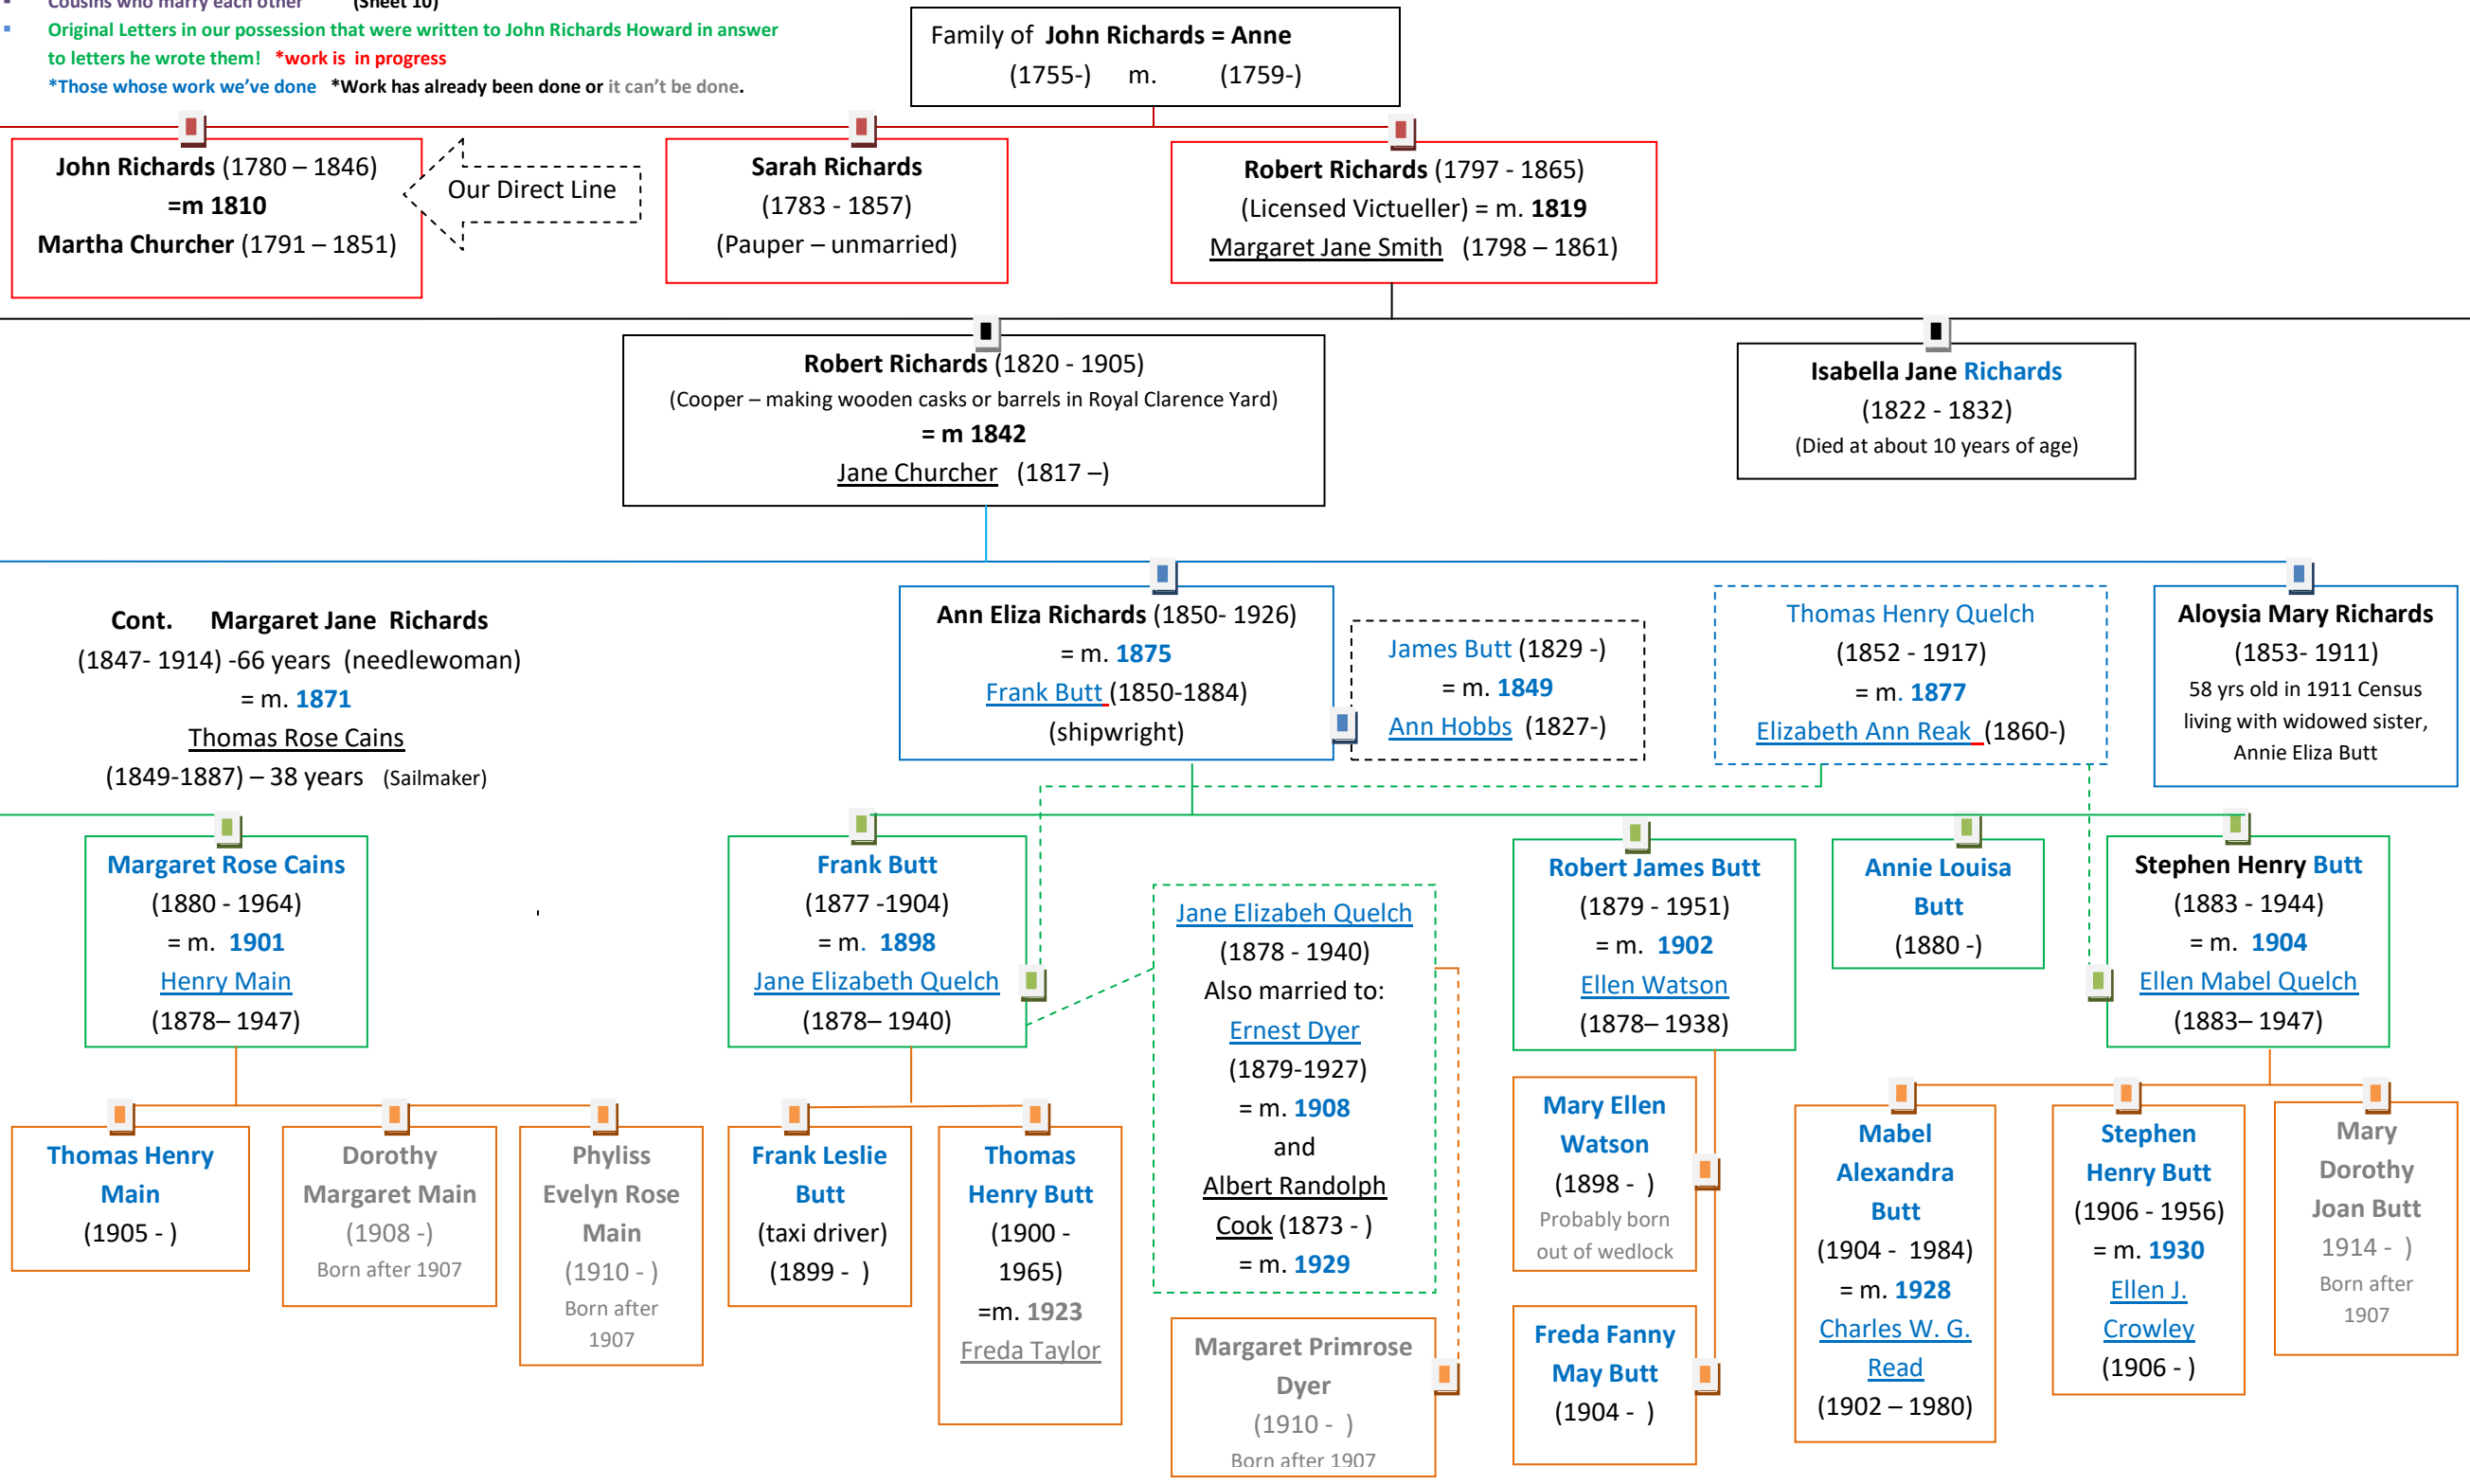 Cousins who marry each other (Sheet 10)
Original Letters in our possession that were written to John Richards Howard in answer
to letters he wrote them! *work is in progress
*Those whose work we've done *Work has already been done or it can't be done.
Family of John Richards = Anne
(1755-) m. (1759-)
John Richards (1780 – 1846)
=m 1810
Martha Churcher (1791 – 1851)
Our Direct Line
Sarah Richards
(1783 - 1857)
(Pauper – unmarried)
Robert Richards (1797 - 1865)
(Licensed Victueller) = m. 1819
Margaret Jane Smith (1798 – 1861)
Robert Richards (1820 - 1905)
(Cooper – making wooden casks or barrels in Royal Clarence Yard)
= m 1842
Jane Churcher (1817 –)
Isabella Jane Richards
(1822 - 1832)
(Died at about 10 years of age)
Cont. Margaret Jane Richards
(1847- 1914) -66 years (needlewoman)
= m. 1871
Thomas Rose Cains
(1849-1887) – 38 years (Sailmaker)
Ann Eliza Richards (1850- 1926)
= m. 1875
Frank Butt (1850-1884)
(shipwright)
James Butt (1829 -)
= m. 1849
Ann Hobbs (1827-)
Thomas Henry Quelch
(1852 - 1917)
= m. 1877
Elizabeth Ann Reak (1860-)
Aloysia Mary Richards
(1853- 1911)
58 yrs old in 1911 Census
living with widowed sister,
Annie Eliza Butt
Margaret Rose Cains
(1880 - 1964)
= m. 1901
Henry Main
(1878– 1947)
Frank Butt
(1877 -1904)
= m. 1898
Jane Elizabeth Quelch
(1878– 1940)
Jane Elizabeh Quelch
(1878 - 1940)
Also married to:
Ernest Dyer
(1879-1927)
= m. 1908
and
Albert Randolph
Cook (1873 - )
= m. 1929
Robert James Butt
(1879 - 1951)
= m. 1902
Ellen Watson
(1878– 1938)
Annie Louisa
Butt
(1880 -)
Stephen Henry Butt
(1883 - 1944)
= m. 1904
Ellen Mabel Quelch
(1883– 1947)
Thomas Henry
Main
(1905 - )
Dorothy
Margaret Main
(1908 -)
Born after 1907
Phyliss
Evelyn Rose
Main
(1910 - )
Born after
1907
Frank Leslie
Butt
(taxi driver)
(1899 - )
Thomas
Henry Butt
(1900 -
1965)
=m. 1923
Freda Taylor
Margaret Primrose
Dyer
(1910 - )
Born after 1907
Mary Ellen
Watson
(1898 - )
Probably born
out of wedlock
Freda Fanny
May Butt
(1904 - )
Mabel
Alexandra
Butt
(1904 - 1984)
= m. 1928
Charles W. G.
Read
(1902 – 1980)
Stephen
Henry Butt
(1906 - 1956)
= m. 1930
Ellen J.
Crowley
(1906 - )
Mary
Dorothy
Joan Butt
1914 - )
Born after
1907